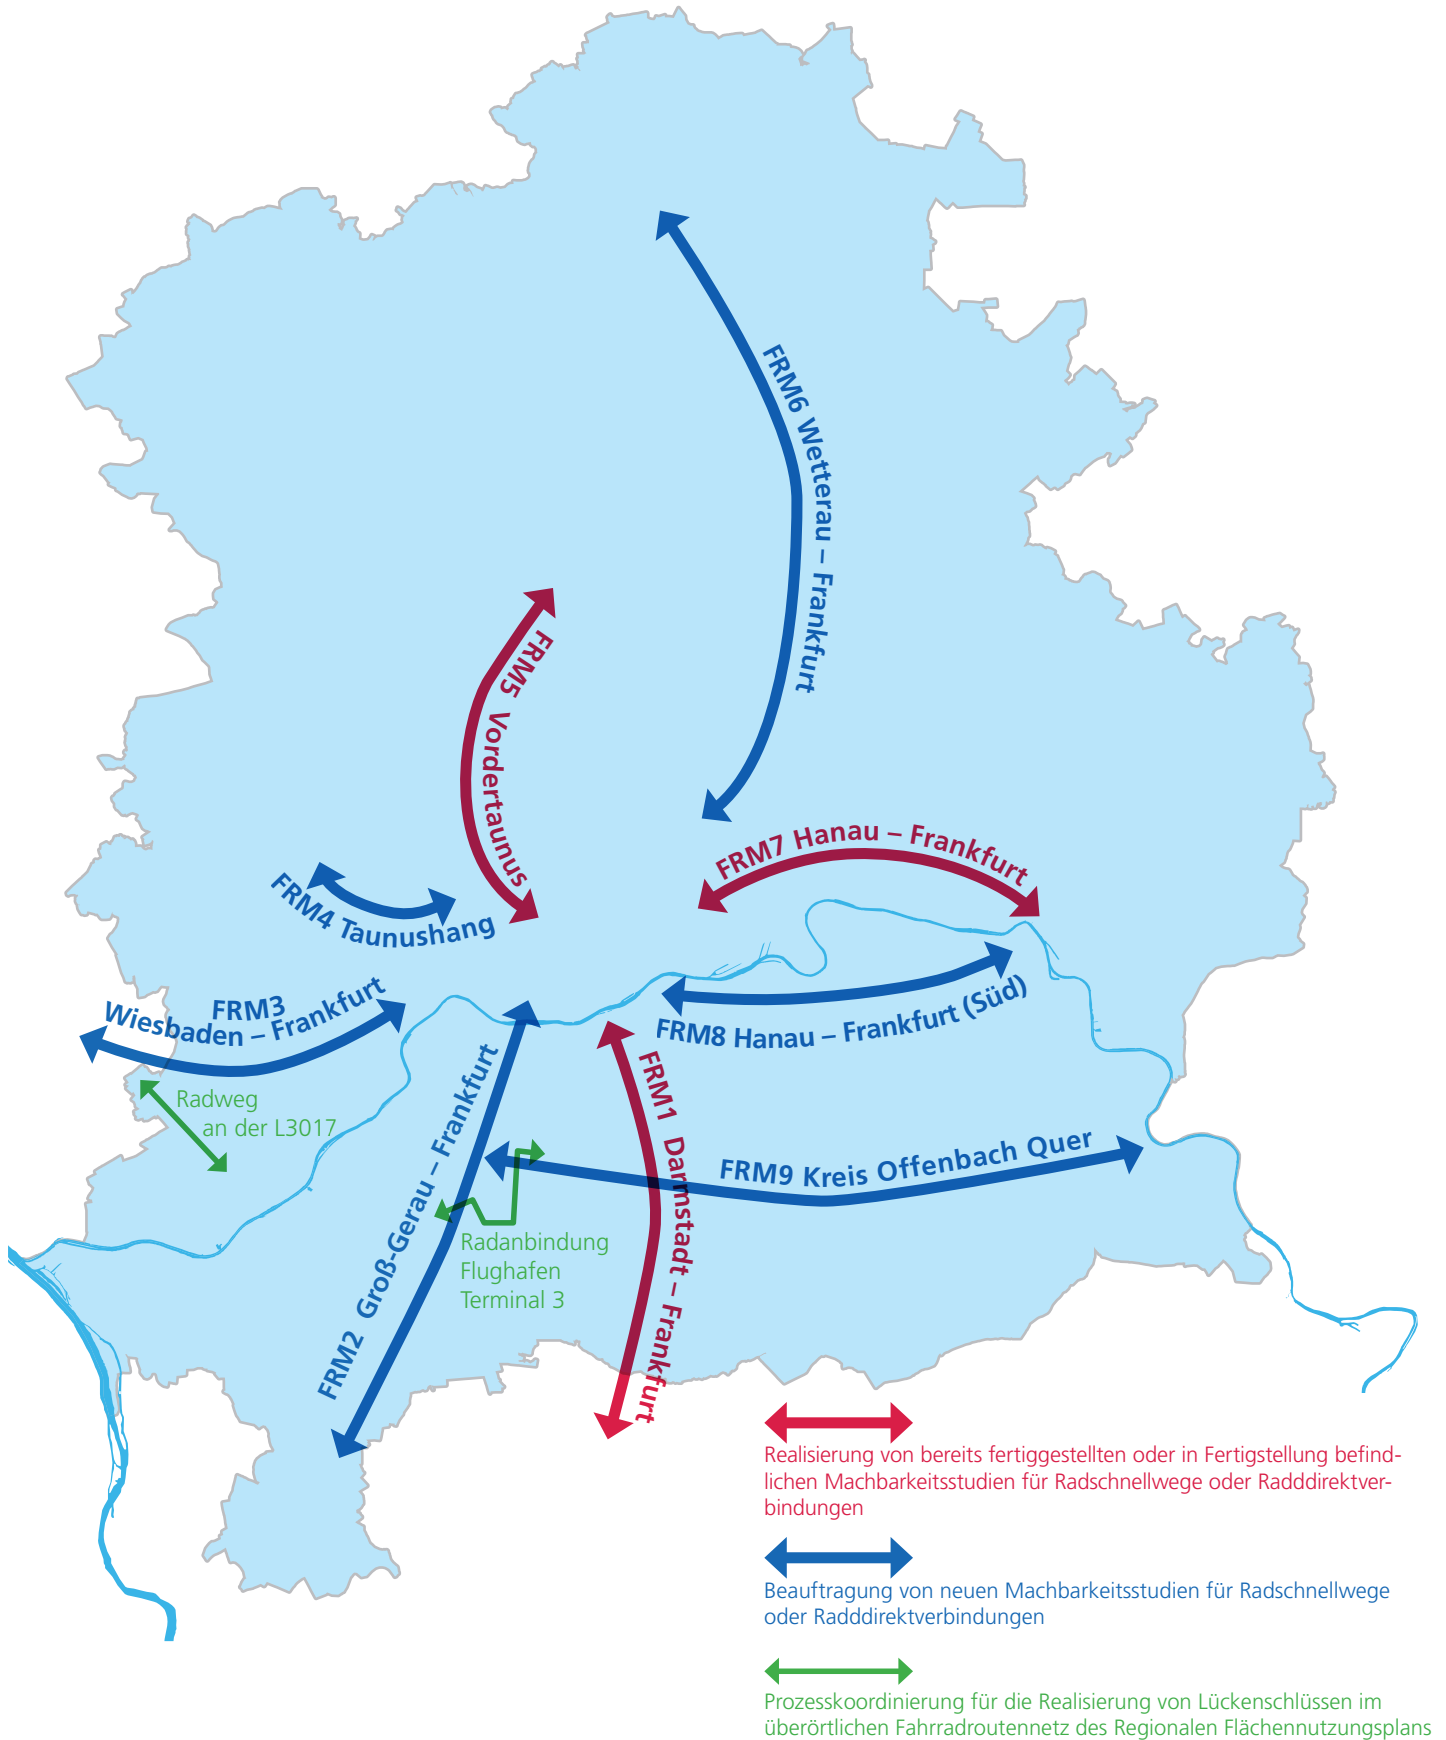 FRM6 Wetterau – Frankfurt
FRM5 Vordertaunus
FRM7 Hanau – Frankfurt
FRM4 Taunushang
FRM3
Wiesbaden – Frankfurt
FRM8 Hanau – Frankfurt (Süd)
FRM2 Groß-Gerau – Frankfurt
FRM1 Darmstadt – Frankfurt
Radweg
an der L3017
FRM9 Kreis Offenbach Quer
Radanbindung
Flughafen
Terminal 3
Realisierung von bereits fertiggestellten oder in Fertigstellung befind-
lichen Machbarkeitsstudien für Radschnellwege oder Radddirektver-
bindungen
Beauftragung von neuen Machbarkeitsstudien für Radschnellwege
oder Radddirektverbindungen
Prozesskoordinierung für die Realisierung von Lückenschlüssen im
überörtlichen Fahrradroutennetz des Regionalen Flächennutzungsplans